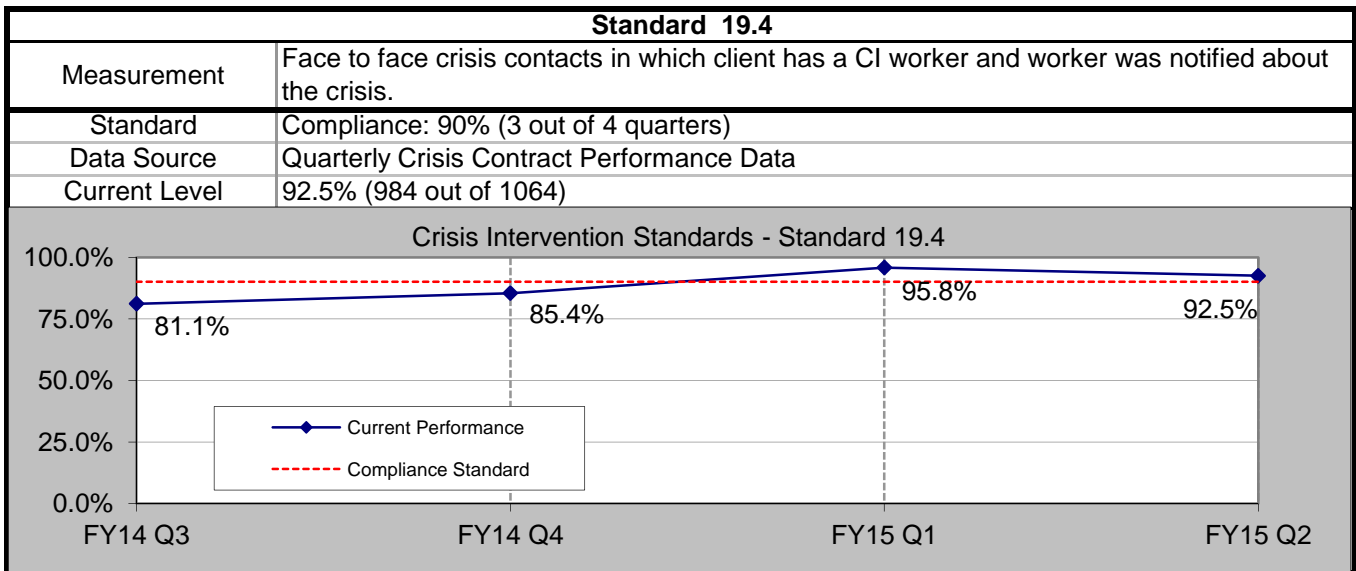 Standard 19.4
Measurement
Face to face crisis contacts in which client has a CI worker and worker was notified about
the crisis.
Standard
Compliance: 90% (3 out of 4 quarters)
Data Source
Quarterly Crisis Contract Performance Data
Current Level
92.5% (984 out of 1064)
Crisis Intervention Standards - Standard 19.4
100.0%
75.0%
50.0%
25.0%
0.0%
81.1%
85.4%
95.8%
92.5%
Current Performance
Compliance Standard
FY14 Q3
FY14 Q4
FY15 Q1
FY15 Q2